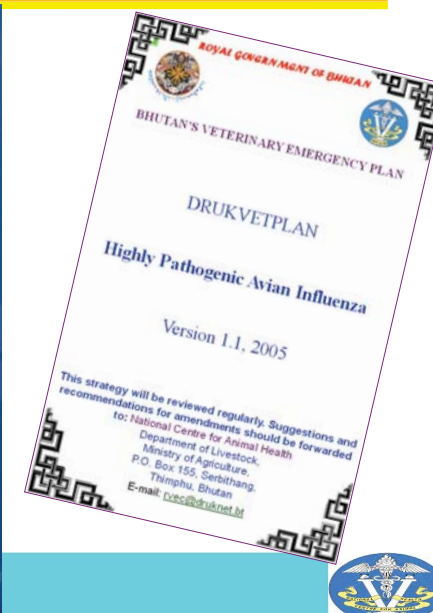 ROYAL GOVERNMENT OF BHUTAN
BHUTAN'S VETERINARY EMERGENCY PLAN
DRUKVETPLAN
Highly Pathogenic Avian Influenza
Version 1.1, 2005
This strategy will be reviewed regularly. Suggestions and
recommendations for amendments should be forwarded
to: National Centre for Animal Health
Department of Livestock,
Ministry of Agriculture,
P.O. Box 155, Serbithang,
Thimphu, Bhutan
E-mail: rvec@druknet.bt